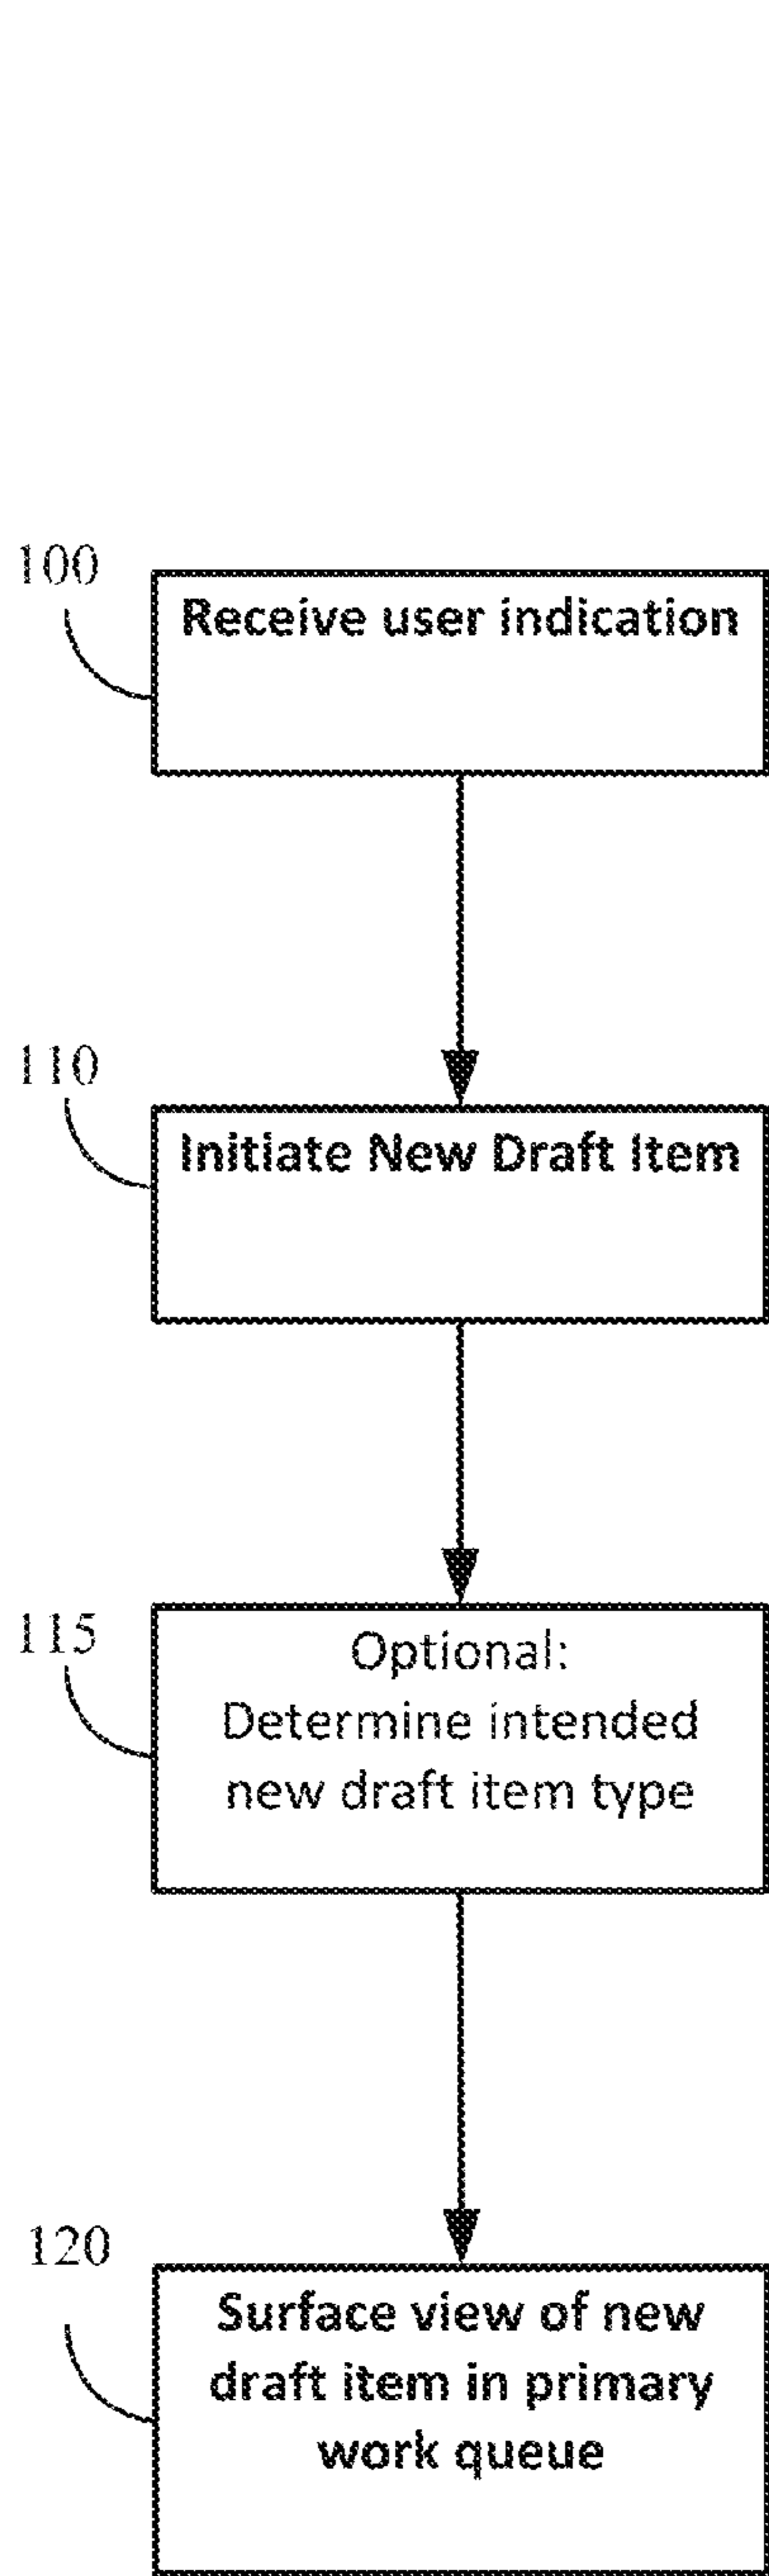 100
Receive user indication
110
Initiate New Draft Item
115
Optional:
Determine intended
new draft item type
120
Surface view of new
draft item in primary
work queue